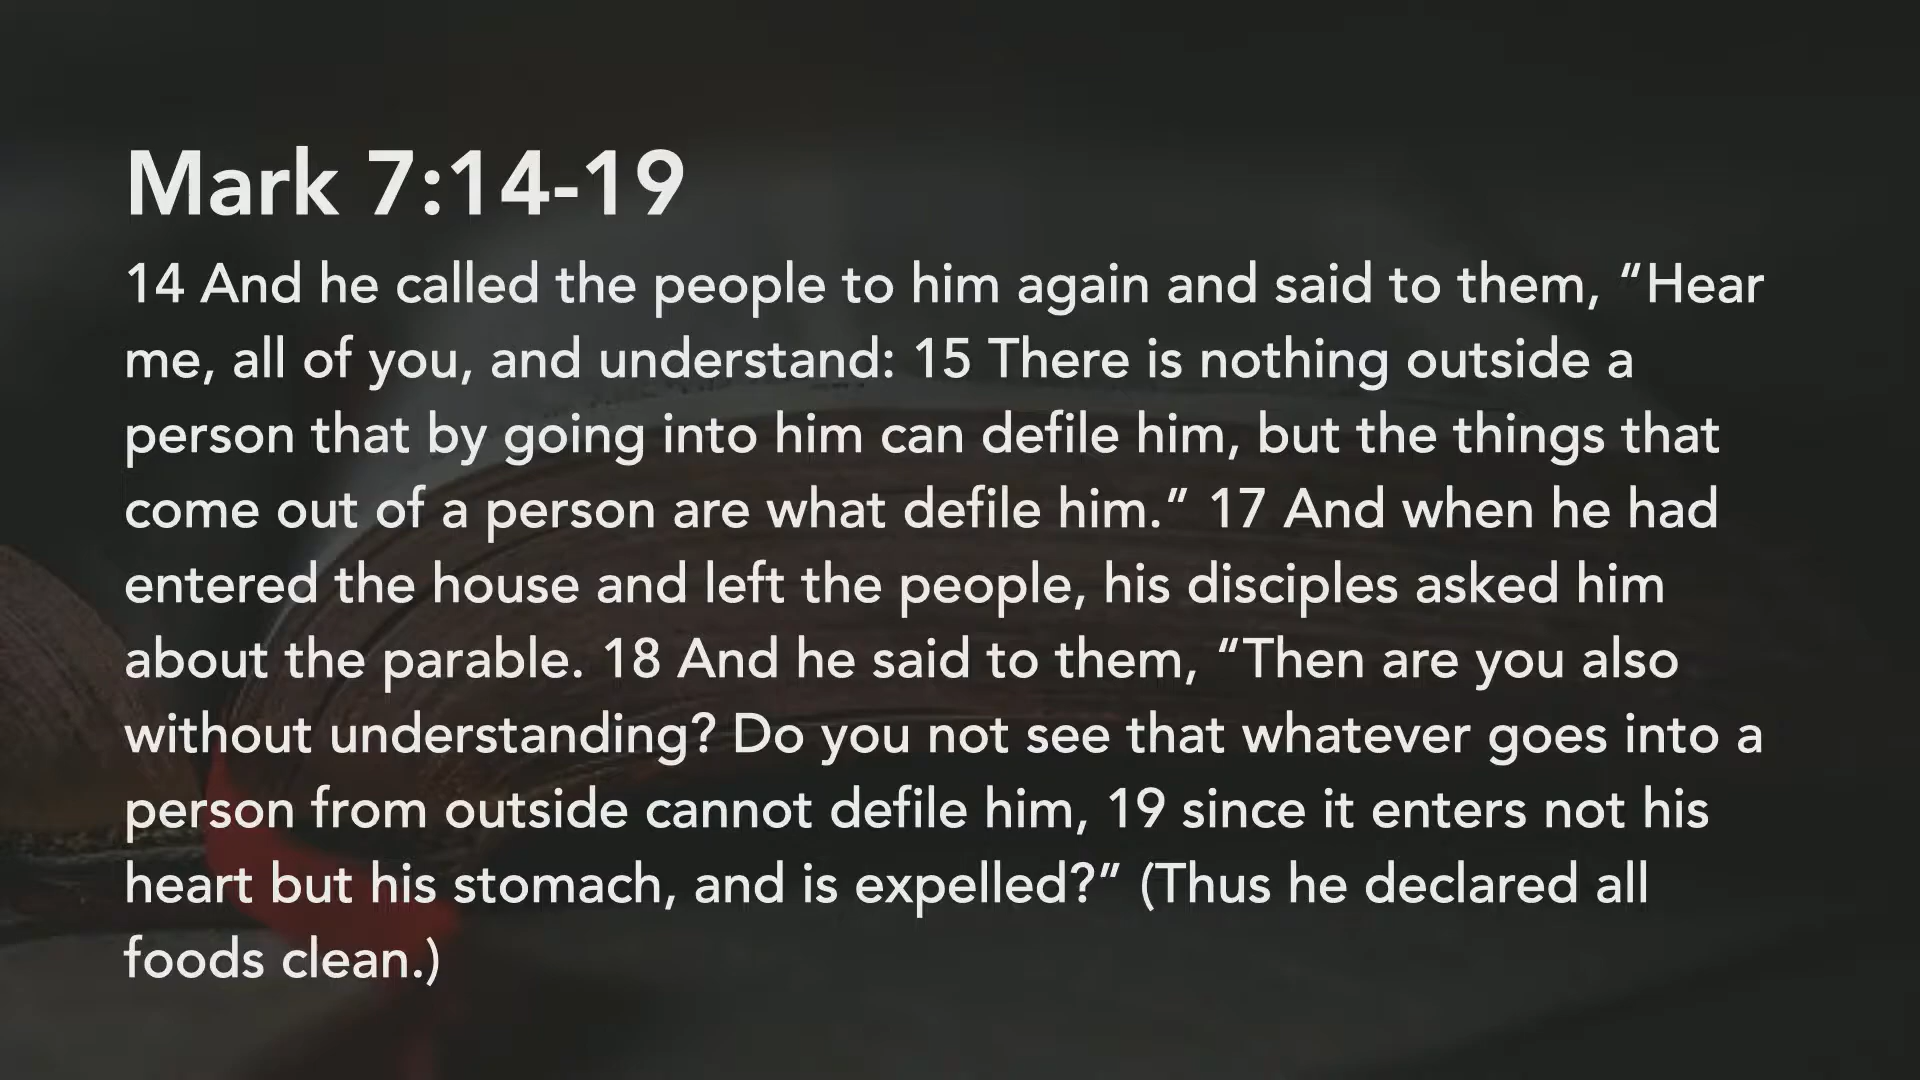 Mark 7:14-19
14 And he called the people to him again and said to them, “Hear
me, all of you, and understand: 15 There is nothing outside a
person that by going into him can defile him, but the things that
come out of a person are what defile him.” 17 And when he had
entered the house and left the people, his disciples asked him
about the parable. 18 And he said to them, “Then are you also
without understanding? Do you not see that whatever goes into a
person from outside cannot defile him, 19 since it enters not his
heart but his stomach, and is expelled?” (Thus he declared all
foods clean.)